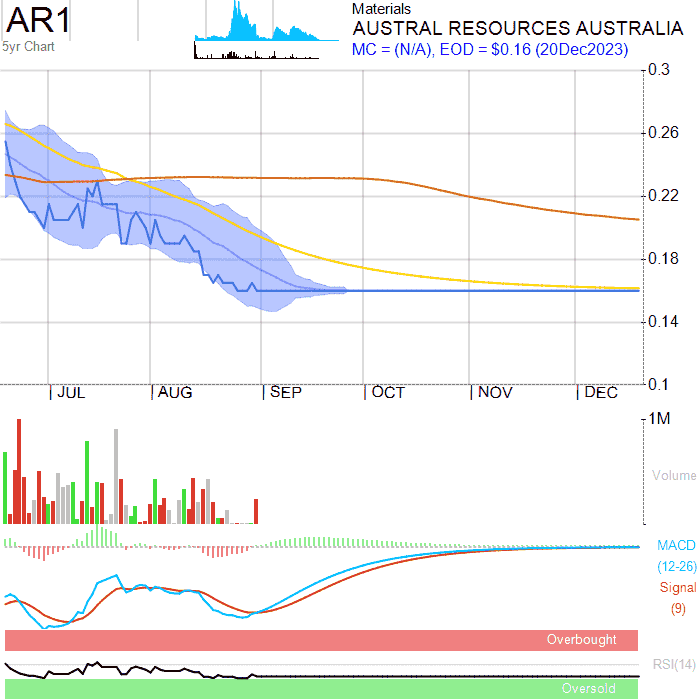 AR1
5yr Chart
Materials
AUSTRAL RESOURCES AUSTRALIA
MC = (N/A), EOD = $0.16 (20Dec2023)
0.3
0.26
0.22
0.18
0.14
0.1
JUL AUG SEP OCT NOV DEC
1M
Volume
MACD
(12-26)
Signal
(9)
Overbought
RSI(14)
Oversold